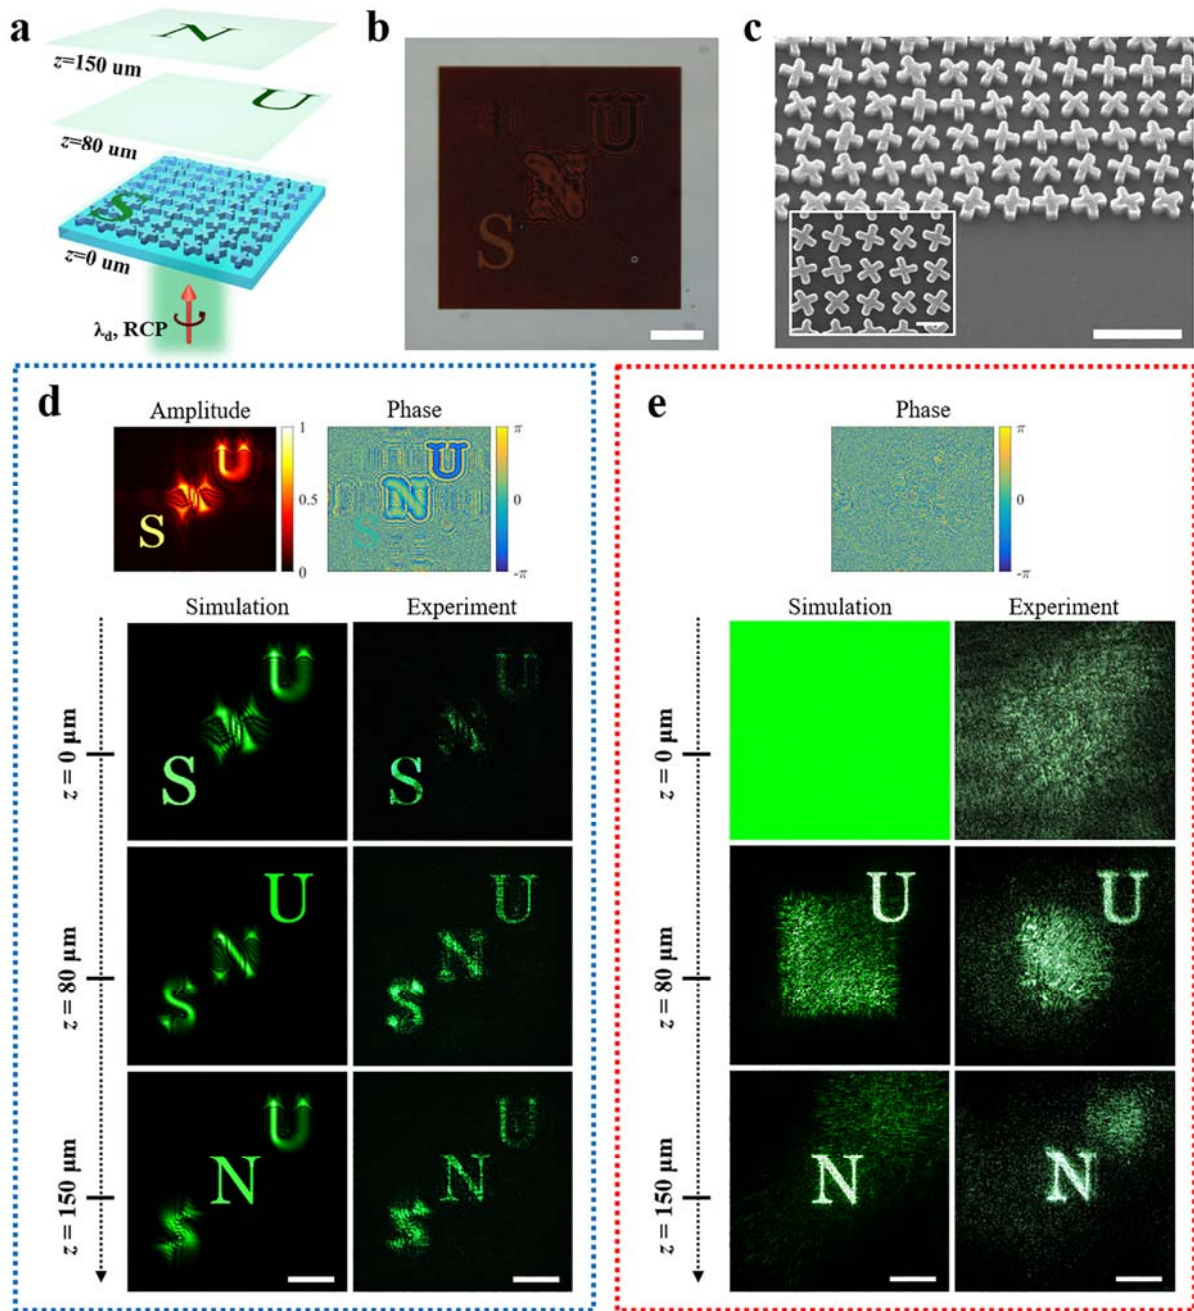 a
N
z=150 um
U
z=80 um
S
z=0 um
λd, RCP
b
U
N
S
c
d
Amplitude
U
N
S
1
0.5
0
Phase
U
N
S
π
0
-π
Simulation
Experiment
z = 0 μm
U
N
S
U
N
S
z = 80 μm
U
N
S
U
N
S
z = 150 μm
U
N
S
U
N
S
e
Phase
π
0
-π
Simulation
Experiment
z = 0 μm
z = 80 μm
U
U
z = 150 μm
N
N